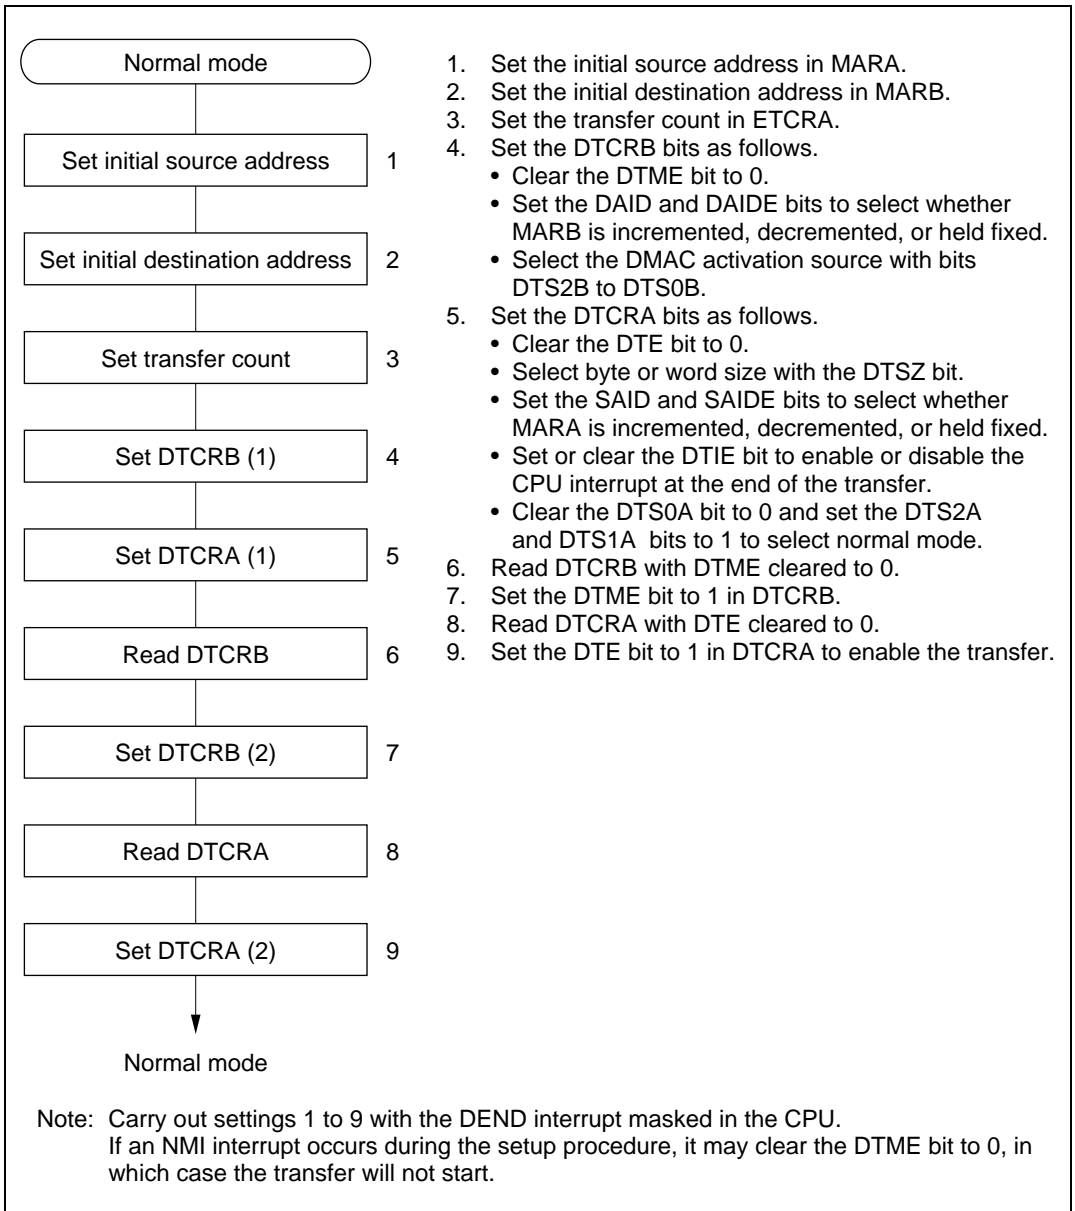 Normal mode
Set initial source address 1
Set initial destination address 2
Set transfer count 3
Set DTCRB (1) 4
Set DTCRA (1) 5
Read DTCRB 6
Set DTCRB (2) 7
Read DTCRA 8
Set DTCRA (2) 9
Normal mode
1. Set the initial source address in MARA.
2. Set the initial destination address in MARB.
3. Set the transfer count in ETCRA.
4. Set the DTCRB bits as follows.
• Clear the DTME bit to 0.
• Set the DAID and DAIDE bits to select whether
MARB is incremented, decremented, or held fixed.
• Select the DMAC activation source with bits
DTS2B to DTS0B.
5. Set the DTCRA bits as follows.
• Clear the DTE bit to 0.
• Select byte or word size with the DTSZ bit.
• Set the SAID and SAIDE bits to select whether
MARA is incremented, decremented, or held fixed.
• Set or clear the DTIE bit to enable or disable the
CPU interrupt at the end of the transfer.
• Clear the DTS0A bit to 0 and set the DTS2A
and DTS1A bits to 1 to select normal mode.
6. Read DTCRB with DTME cleared to 0.
7. Set the DTME bit to 1 in DTCRB.
8. Read DTCRA with DTE cleared to 0.
9. Set the DTE bit to 1 in DTCRA to enable the transfer.
Note: Carry out settings 1 to 9 with the DEND interrupt masked in the CPU.
If an NMI interrupt occurs during the setup procedure, it may clear the DTME bit to 0, in
which case the transfer will not start.